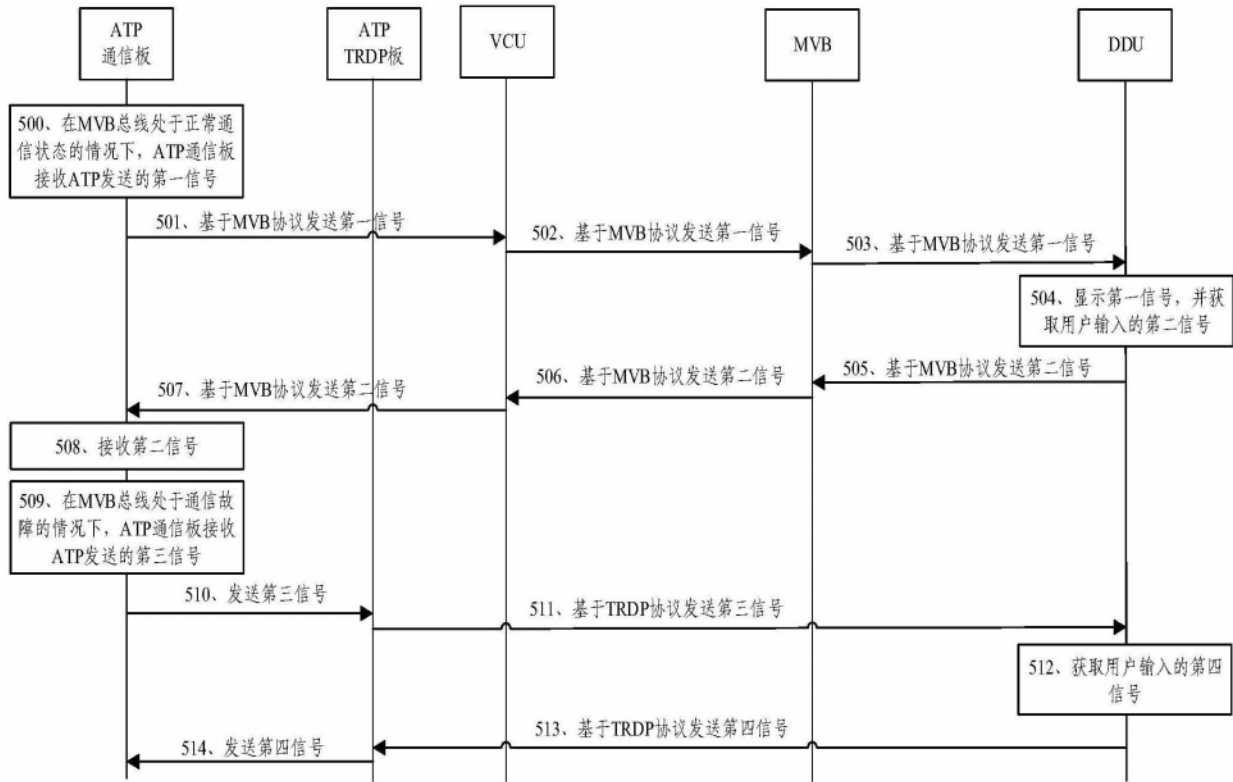 ATP
通信板
ATP
TRDP板
VCU
MVB
DDU
500、在MVB总线处于正常通
信状态的情况下，ATP通信板
接收ATP发送的第一信号
501、基于MVB协议发送第一信号
502、基于MVB协议发送第一信号
503、基于MVB协议发送第一信号
504、显示第一信号，并获
取用户输入的第二信号
505、基于MVB协议发送第二信号
506、基于MVB协议发送第二信号
507、基于MVB协议发送第二信号
508、接收第二信号
509、在MVB总线处于通信故
障的情况下，ATP通信板接收
ATP发送的第三信号
510、发送第三信号
511、基于TRDP协议发送第三信号
512、获取用户输入的第四
信号
513、基于TRDP协议发送第四信号
514、发送第四信号